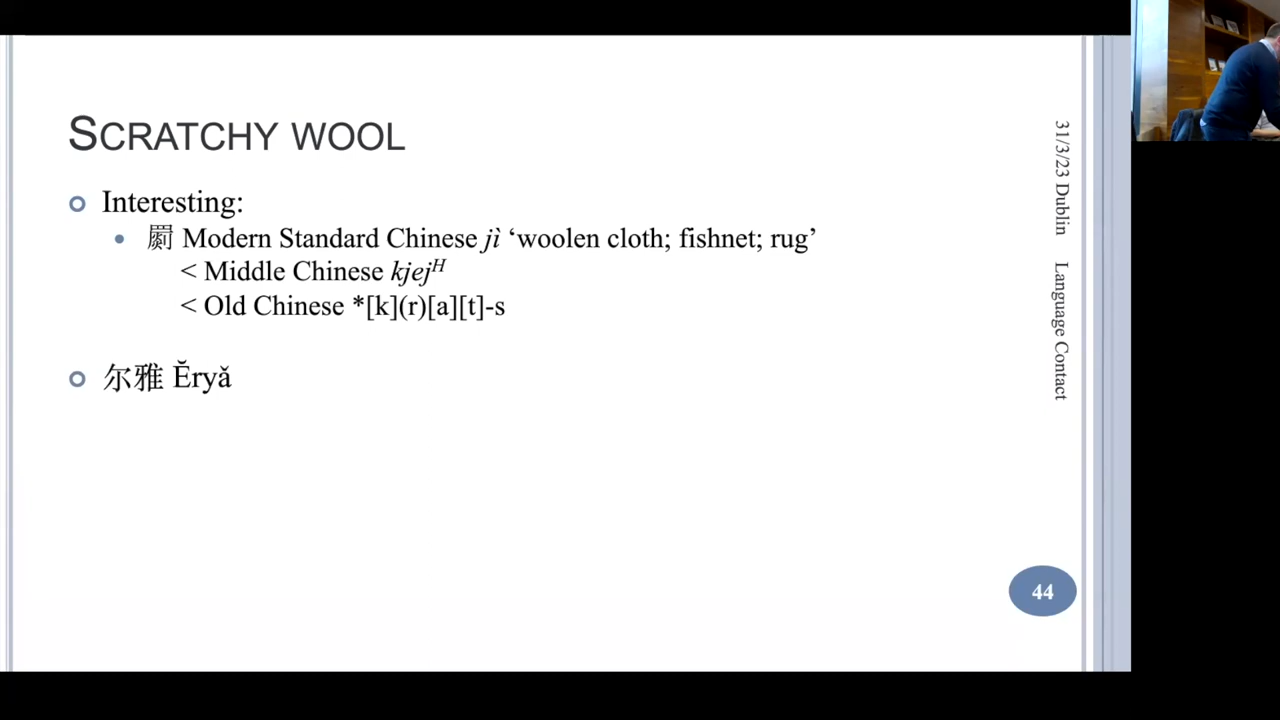 SCRATCHY WOOL
Interesting:
罽 Modern Standard Chinese jì ‘woolen cloth; fishnet; rug’
< Middle Chinese kjejᴴ
< Old Chinese *[k](r)[a][t]-s
尔雅 Ĕryǎ
31/3/23 Dublin Language Contact
44